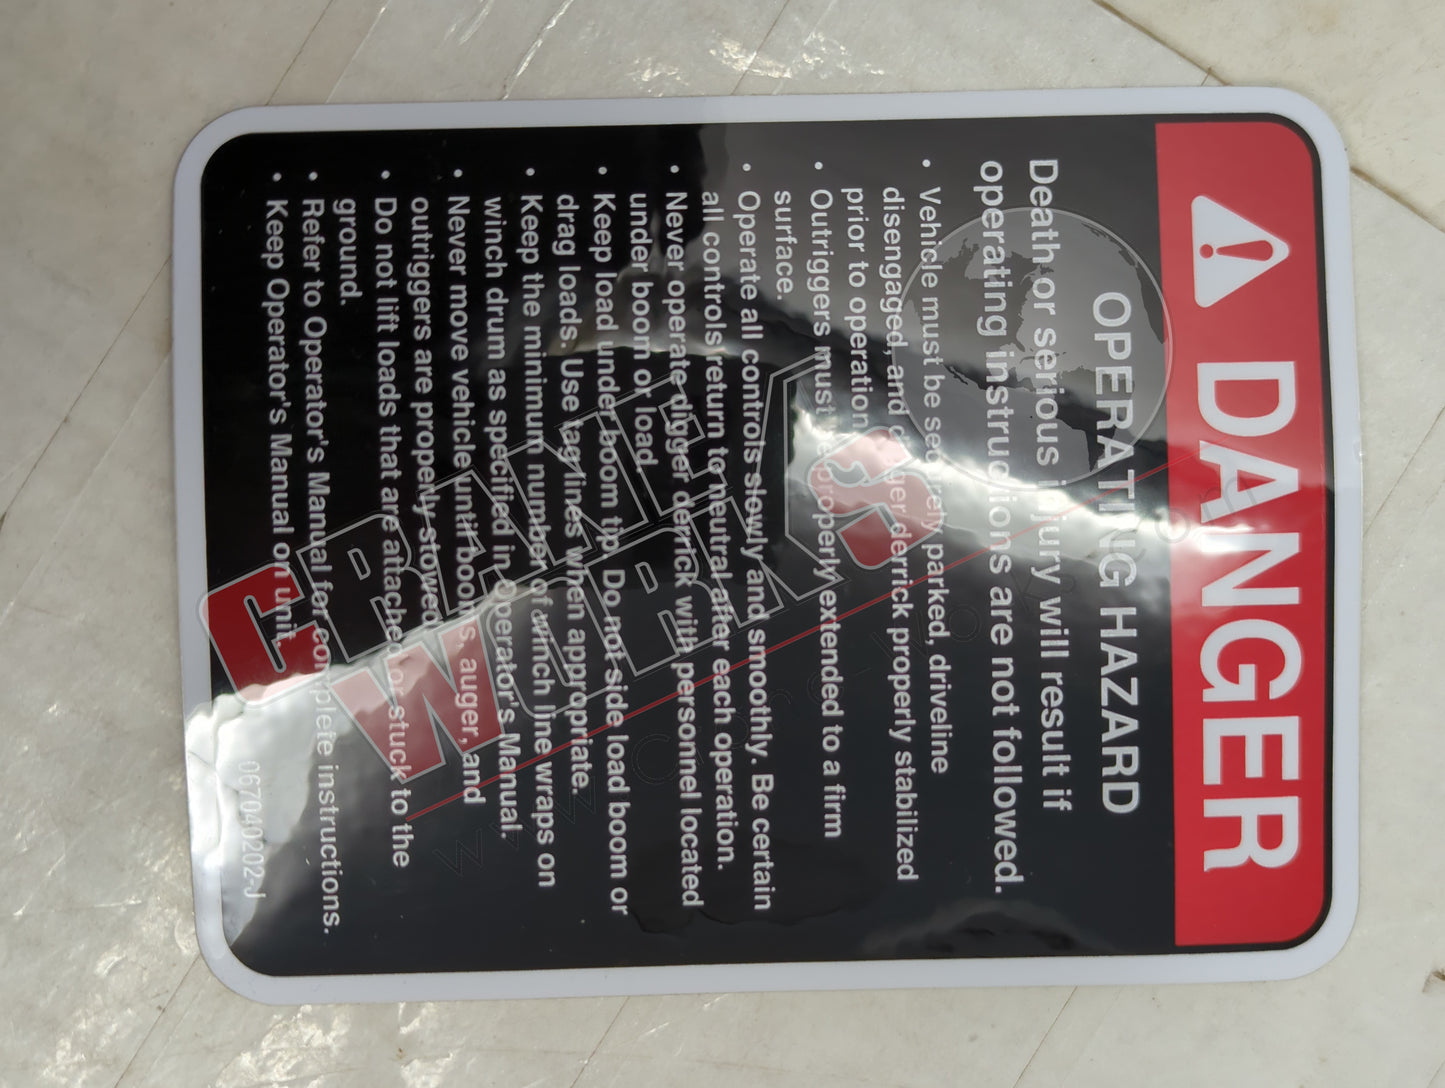 DANGER
OPERATING HAZARD
Death or serious injury will result if
operating instructions are not followed.
• Vehicle must be securely parked, driveline
disengaged, and digger derrick properly stabilized
prior to operation.
• Outriggers must be properly extended to a firm
surface.
• Operate all controls slowly and smoothly. Be certain
all controls return to neutral after each operation.
• Never operate digger derrick with personnel located
under boom or load.
• Keep load under boom tip. Do not side load boom or
drag loads. Use tag lines when appropriate.
• Keep the minimum number of winch line wraps on
winch drum as specified in Operator's Manual.
• Never move vehicle until booms, auger, and
outriggers are properly stowed.
• Do not lift loads that are attached or stuck to the
ground.
• Refer to Operator's Manual for complete instructions.
• Keep Operator's Manual on unit.
067040202-J
CRANE
WORKS
www.crane-works.com